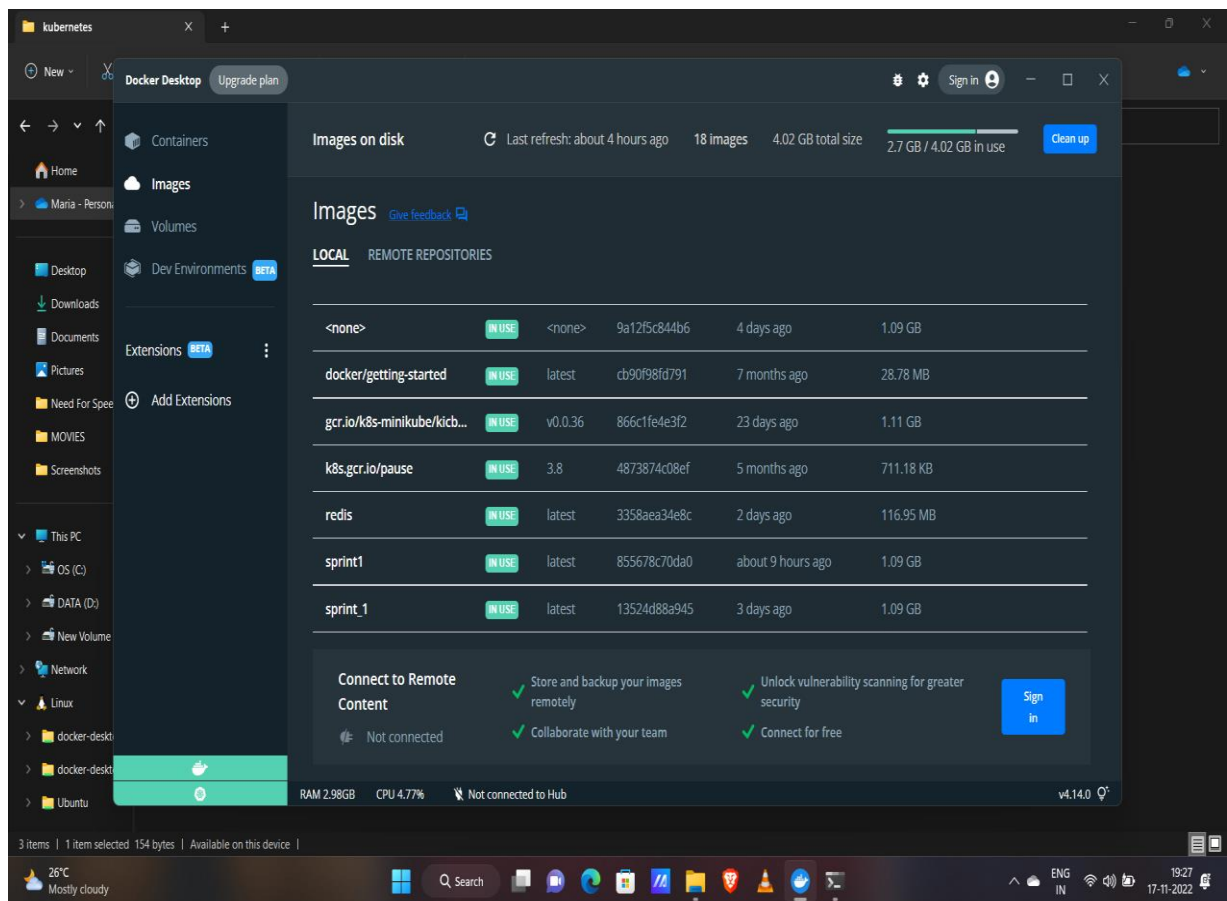 kubernetes
New
Docker Desktop Upgrade plan
Sign in
Containers
Images
Volumes
Dev Environments BETA
Extensions BETA
Add Extensions
Home
Maria - Persona
Desktop
Downloads
Documents
Pictures
Need For Spee
MOVIES
Screenshots
This PC
OS (C:)
DATA (D:)
New Volume
Network
Linux
docker-deskt
docker-deskt
Ubuntu
Images on disk Last refresh: about 4 hours ago 18 images 4.02 GB total size 2.7 GB / 4.02 GB in use Clean up
Images Give feedback
LOCAL REMOTE REPOSITORIES
<none> IN USE <none> 9a12f5c844b6 4 days ago 1.09 GB
docker/getting-started IN USE latest cb90f98fd791 7 months ago 28.78 MB
gcr.io/k8s-minikube/kicb... IN USE v0.0.36 866c1fe4e3f2 23 days ago 1.11 GB
k8s.gcr.io/pause IN USE 3.8 4873874c08ef 5 months ago 711.18 KB
redis IN USE latest 3358aea34e8c 2 days ago 116.95 MB
sprint1 IN USE latest 855678c70da0 about 9 hours ago 1.09 GB
sprint_1 IN USE latest 13524d88a945 3 days ago 1.09 GB
Connect to Remote
Content
Not connected
Store and backup your images
remotely
Collaborate with your team
Unlock vulnerability scanning for greater
security
Connect for free
Sign
in
RAM 2.98GB CPU 4.77% Not connected to Hub v4.14.0
3 items 1 item selected 154 bytes Available on this device
26°C
Mostly cloudy
Search
ENG
IN
19:27
17-11-2022